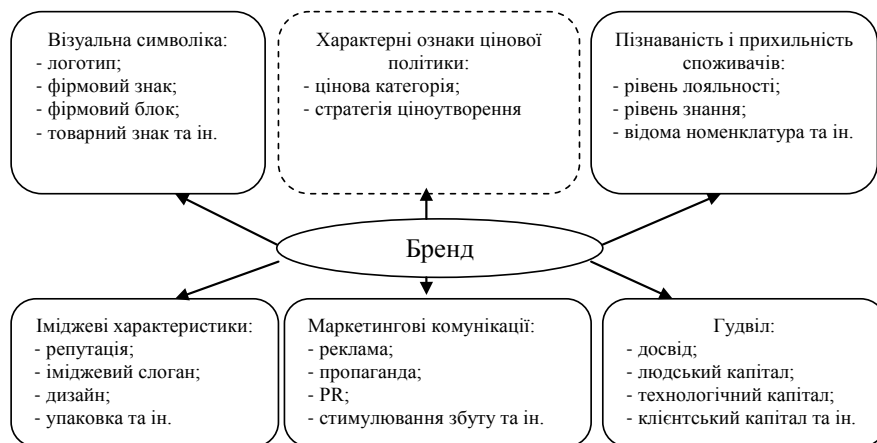 Візуальна символіка:
- логотип;
- фірмовий знак;
- фірмовий блок;
- товарний знак та ін.
Характерні ознаки цінової
політики:
- цінова категорія;
- стратегія ціноутворення
Пізнаваність і прихильність
споживачів:
- рівень лояльності;
- рівень знання;
- відома номенклатура та ін.
Бренд
Іміджеві характеристики:
- репутація;
- іміджевий слоган;
- дизайн;
- упаковка та ін.
Маркетингові комунікації:
- реклама;
- пропаганда;
- PR;
- стимулювання збуту та ін.
Гудвіл:
- досвід;
- людський капітал;
- технологічний капітал;
- клієнтський капітал та ін.